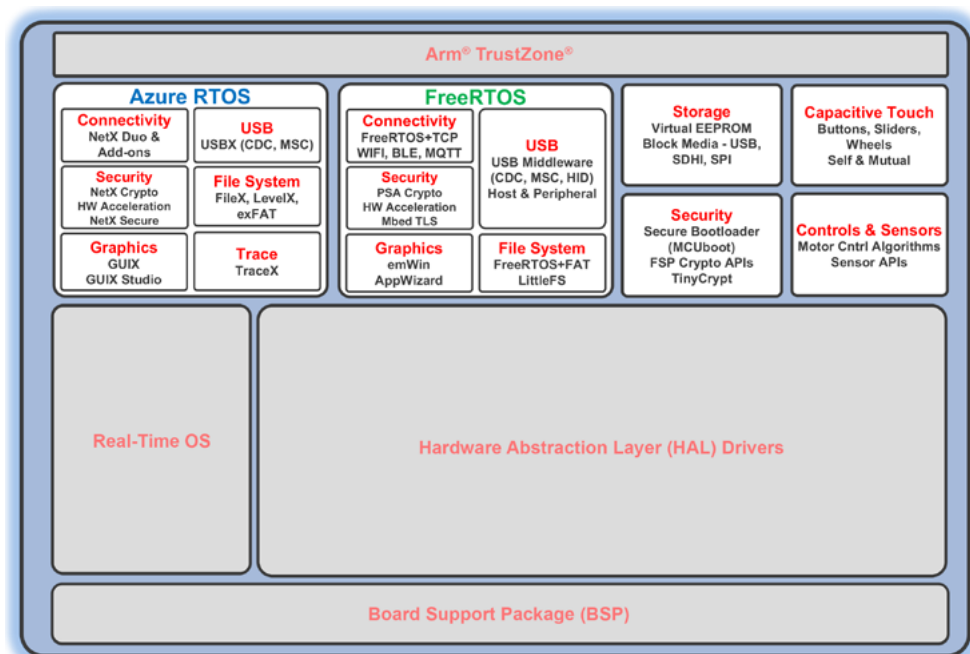 Arm® TrustZone®
Azure RTOS
Connectivity
NetX Duo &
Add-ons
USB
USBX (CDC, MSC)
Security
NetX Crypto
HW Acceleration
NetX Secure
File System
FileX, LevelX,
exFAT
Graphics
GUIX
GUIX Studio
Trace
TraceX
FreeRTOS
Connectivity
FreeRTOS+TCP
WIFI, BLE, MQTT
USB
USB Middleware
(CDC, MSC, HID)
Host & Peripheral
Security
PSA Crypto
HW Acceleration
Mbed TLS
Graphics
emWin
AppWizard
File System
FreeRTOS+FAT
LittleFS
Storage
Virtual EEPROM
Block Media - USB,
SDHI, SPI
Capacitive Touch
Buttons, Sliders,
Wheels
Self & Mutual
Security
Secure Bootloader
(MCUboot)
FSP Crypto APIs
TinyCrypt
Controls & Sensors
Motor Cntrl Algorithms
Sensor APIs
Real-Time OS
Hardware Abstraction Layer (HAL) Drivers
Board Support Package (BSP)